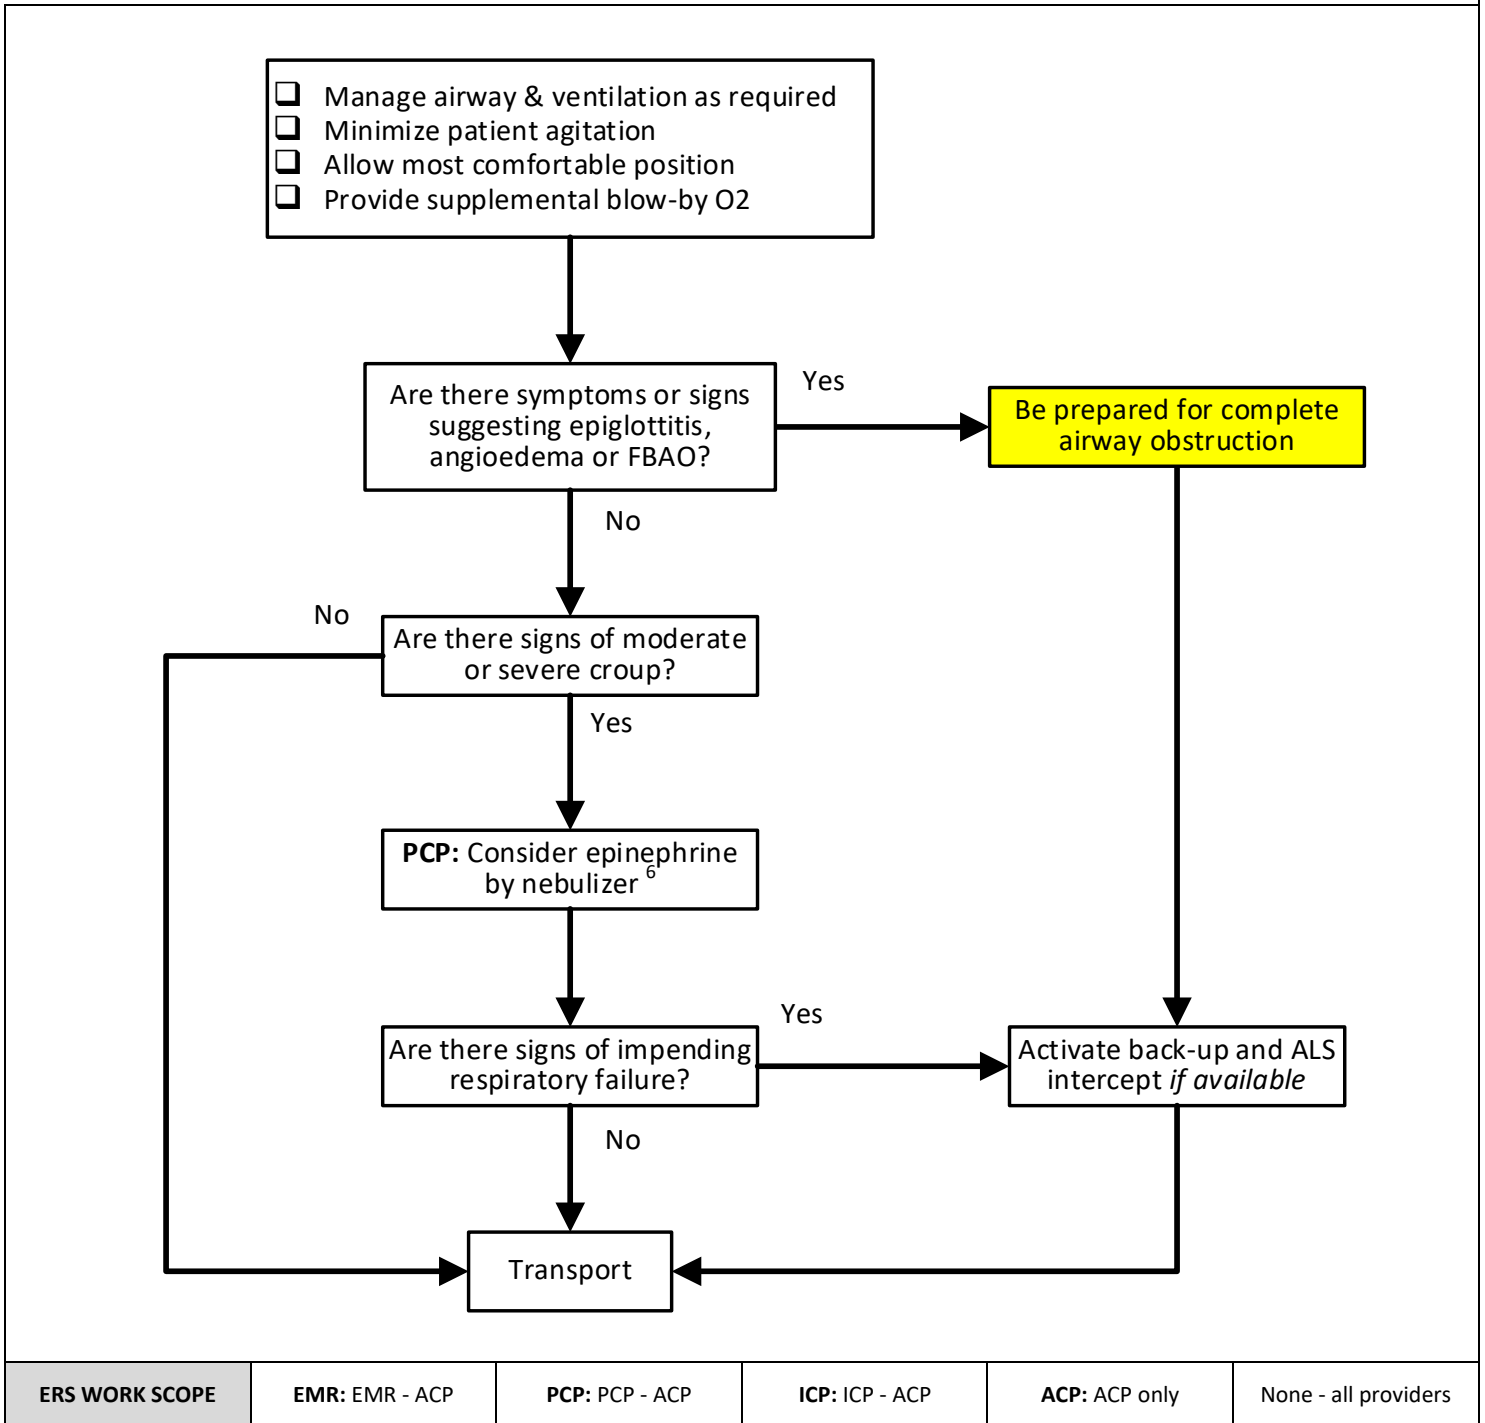 ❑ Manage airway & ventilation as required
❑ Minimize patient agitation
❑ Allow most comfortable position
❑ Provide supplemental blow-by O2
Are there symptoms or signs
suggesting epiglottitis,
angioedema or FBAO?
Yes
Be prepared for complete
airway obstruction
No
No
Are there signs of moderate
or severe croup?
Yes
PCP: Consider epinephrine
by nebulizer 6
Are there signs of impending
respiratory failure?
Yes
Activate back-up and ALS
intercept if available
No
Transport
ERS WORK SCOPE
EMR: EMR - ACP
PCP: PCP - ACP
ICP: ICP - ACP
ACP: ACP only
None - all providers